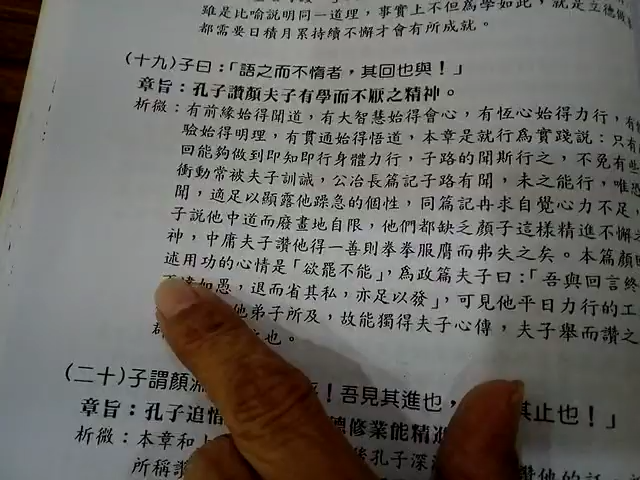 雖是比喻說明同一道理，事實上不但為學如此，就是立德
都需要日積月累持續不懈才會有所成就。
(十九)子曰：「語之而不惰者，其回也與！」
章旨：孔子讚顏夫子有學而不厭之精神。
析微：有前緣始得聞道，有大智慧始得會心，有恆心始得力行，有
驗始得明理，有貫通始得悟道，本章是就行為實踐說：只有
回能夠做到即知即行身體力行，子路的聞斯行之，不免有些
衝動常被夫子訓誡，公冶長篇記子路有聞，未之能行，唯恐
聞，適足以顯露他躁急的個性，同篇記冉求自覺心力不足，
子說他中道而廢畫地自限，他們都缺乏顏子這樣精進不懈之
神，中庸夫子讚他得一善則拳拳服膺而弗失之矣。本篇顏回
述用功的心情是「欲罷不能」，為政篇夫子曰：「吾與回言終
如愚，退而省其私，亦足以發」，可見他平日力行的工
他弟子所及，故能獨得夫子心傳，夫子舉而讚之
也。
(二十)子謂顏淵 ！吾見其進也， 其止也！」
章旨：孔子追惜 修業能精進
析微：本章和上 後孔子深
所稱讚 讚他的話